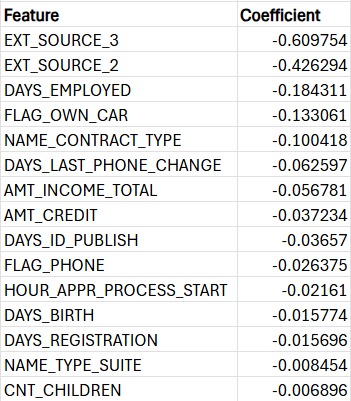 Feature Coefficient
EXT_SOURCE_3 -0.609754
EXT_SOURCE_2 -0.426294
DAYS_EMPLOYED -0.184311
FLAG_OWN_CAR -0.133061
NAME_CONTRACT_TYPE -0.100418
DAYS_LAST_PHONE_CHANGE -0.062597
AMT_INCOME_TOTAL -0.056781
AMT_CREDIT -0.037234
DAYS_ID_PUBLISH -0.03657
FLAG_PHONE -0.026375
HOUR_APPR_PROCESS_START -0.02161
DAYS_BIRTH -0.015774
DAYS_REGISTRATION -0.015696
NAME_TYPE_SUITE -0.008454
CNT_CHILDREN -0.006896